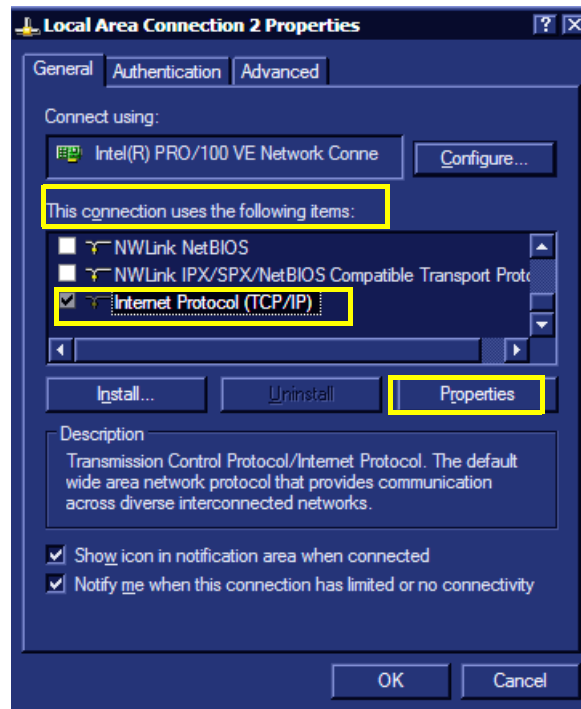 Local Area Connection 2 Properties
General Authentication Advanced
Connect using:
Intel(R) PRO/100 VE Network Conne
Configure...
This connection uses the following items:
NWLink NetBIOS
NWLink IPX/SPX/NetBIOS Compatible Transport Proto
Internet Protocol (TCP/IP)
Install... Uninstall Properties
Description
Transmission Control Protocol/Internet Protocol. The default
wide area network protocol that provides communication
across diverse interconnected networks.
Show icon in notification area when connected
Notify me when this connection has limited or no connectivity
OK Cancel